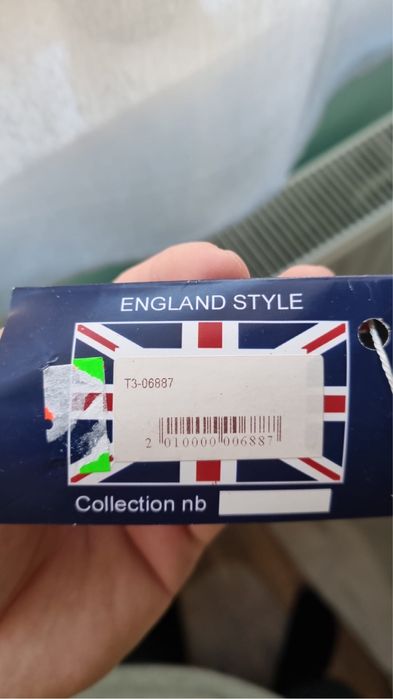 ENGLAND STYLE
T3-06887
2 010000 006887
Collection nb